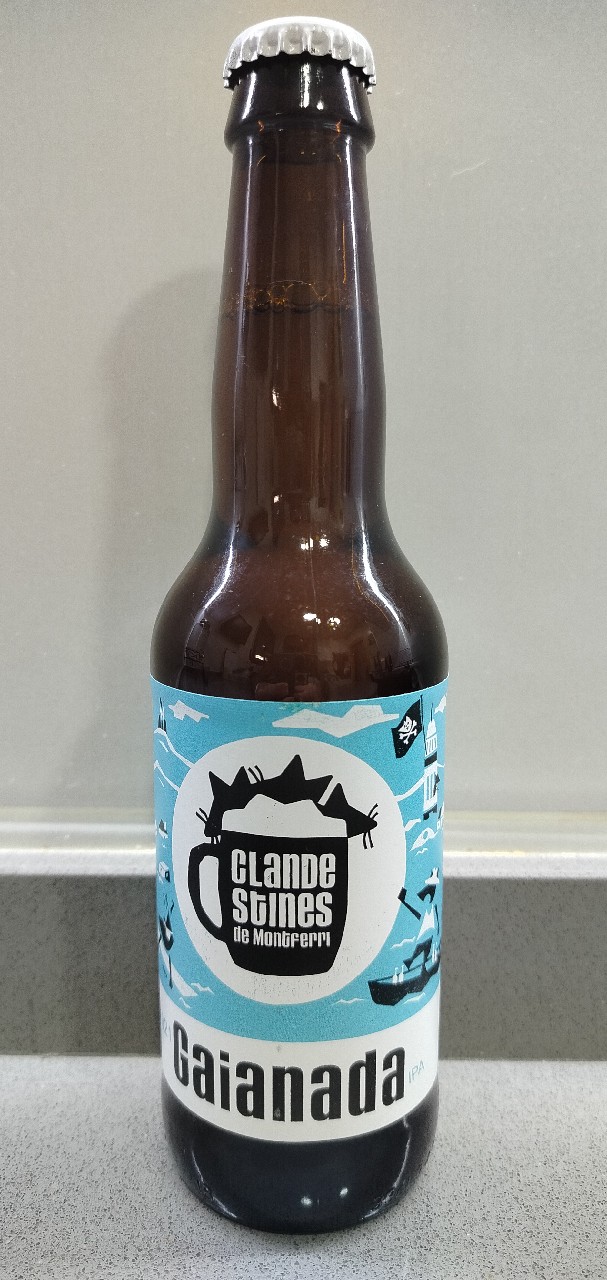 CLANDE
STINES
de Montferri
Gaianada
IPA